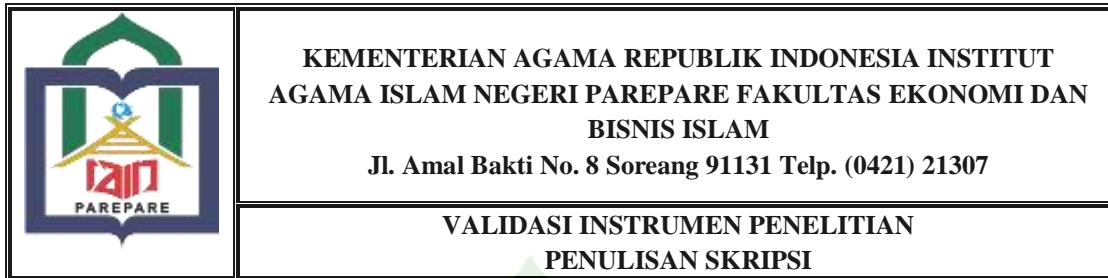 KEMENTERIAN AGAMA REPUBLIK INDONESIA INSTITUT
AGAMA ISLAM NEGERI PAREPARE FAKULTAS EKONOMI DAN
BISNIS ISLAM
Jl. Amal Bakti No. 8 Soreang 91131 Telp. (0421) 21307
iain
PAREPARE
VALIDASI INSTRUMEN PENELITIAN
PENULISAN SKRIPSI